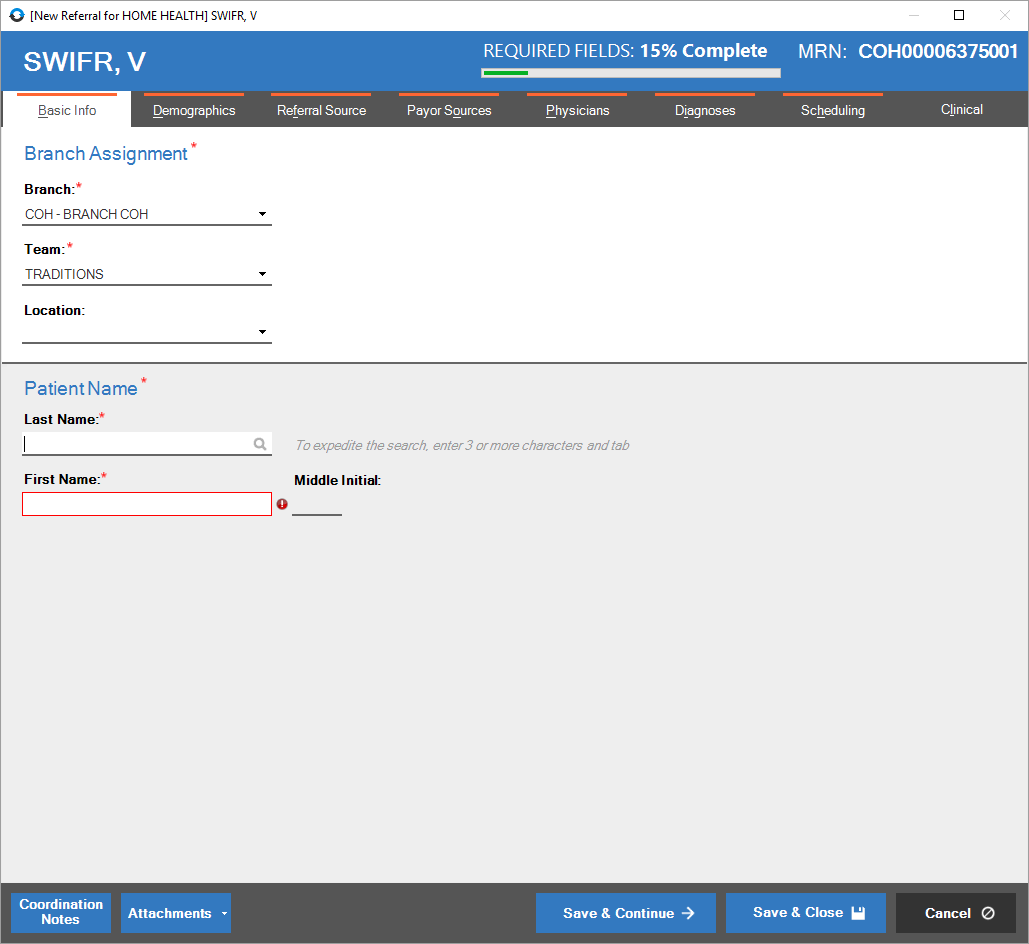 [New Referral for HOME HEALTH] SWIFR, V
SWIFR, V
REQUIRED FIELDS: 15% Complete
MRN: COH00006375001
Basic Info
Demographics
Referral Source
Payor Sources
Physicians
Diagnoses
Scheduling
Clinical
Branch Assignment *
Branch:*
COH - BRANCH COH
Team:*
TRADITIONS
Location:
Patient Name *
Last Name:*
To expedite the search, enter 3 or more characters and tab
First Name:*
Middle Initial:
Coordination
Notes
Attachments
Save & Continue
Save & Close
Cancel